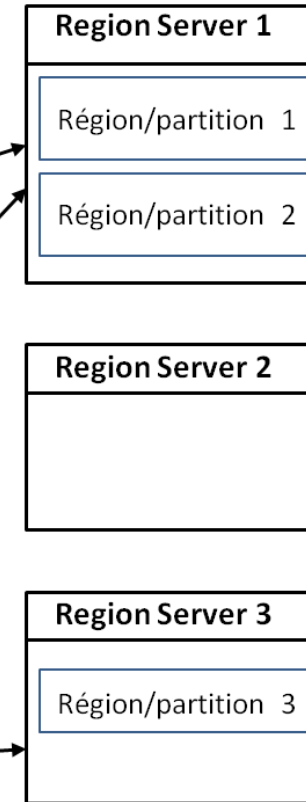 Region Server 1
Région/partition 1
Région/partition 2
Region Server 2
Region Server 3
Région/partition 3